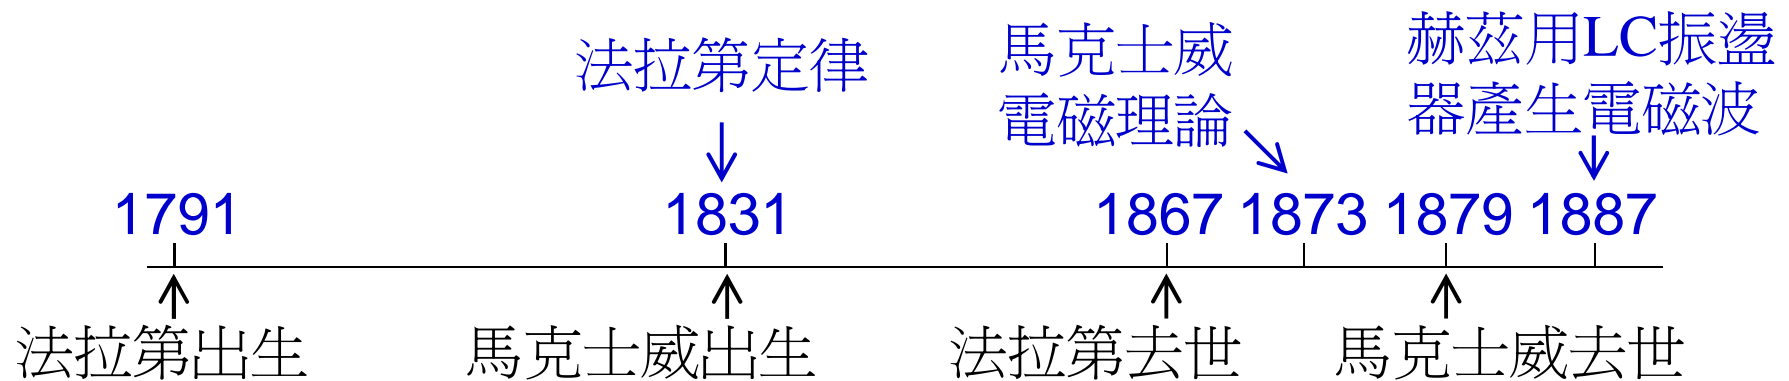 法拉第定律
馬克士威
電磁理論
赫茲用LC振盪
器產生電磁波
1791 1831 1867 1873 1879 1887
法拉第出生 馬克士威出生 法拉第去世 馬克士威去世